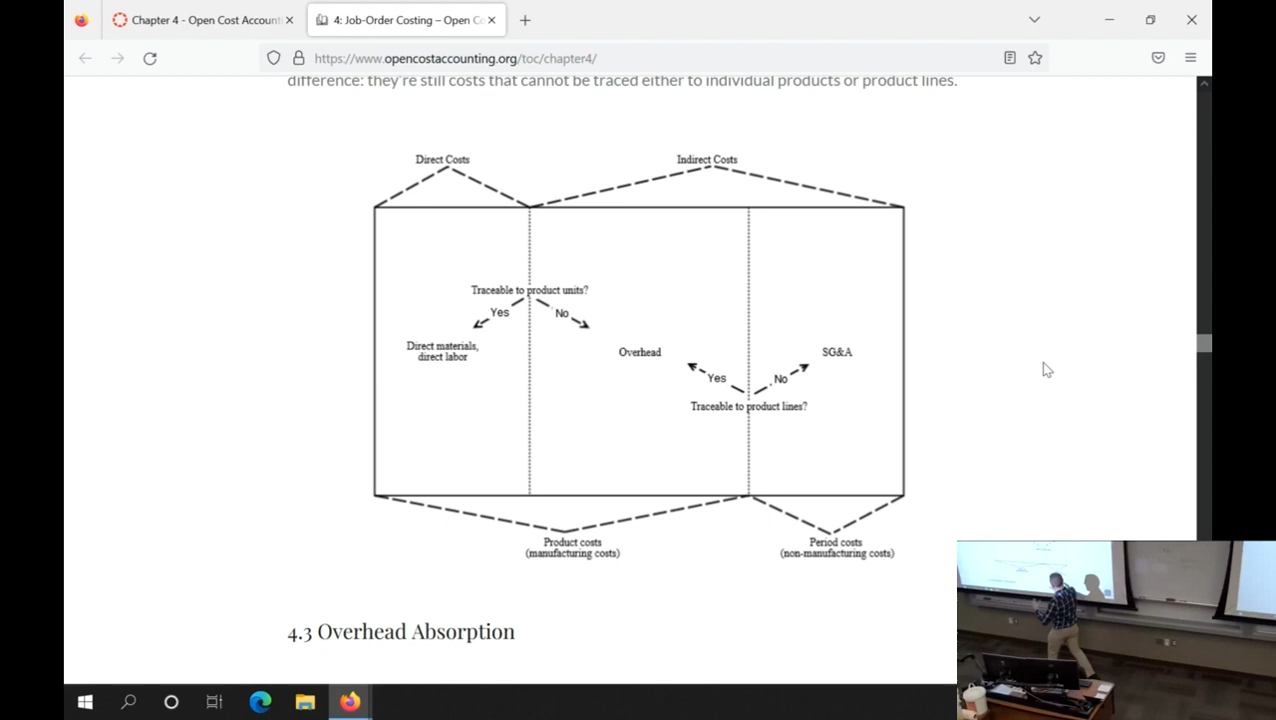 Chapter 4 - Open Cost Account
4: Job-Order Costing – Open Co
https://www.opencostaccounting.org/toc/chapter4/
difference: they're still costs that cannot be traced either to individual products or product lines.
Direct Costs
Indirect Costs
Traceable to product units?
Yes
No
Direct materials,
direct labor
Overhead
SG&A
Yes
No
Traceable to product lines?
Product costs
(manufacturing costs)
Period costs
(non-manufacturing costs)
4.3 Overhead Absorption